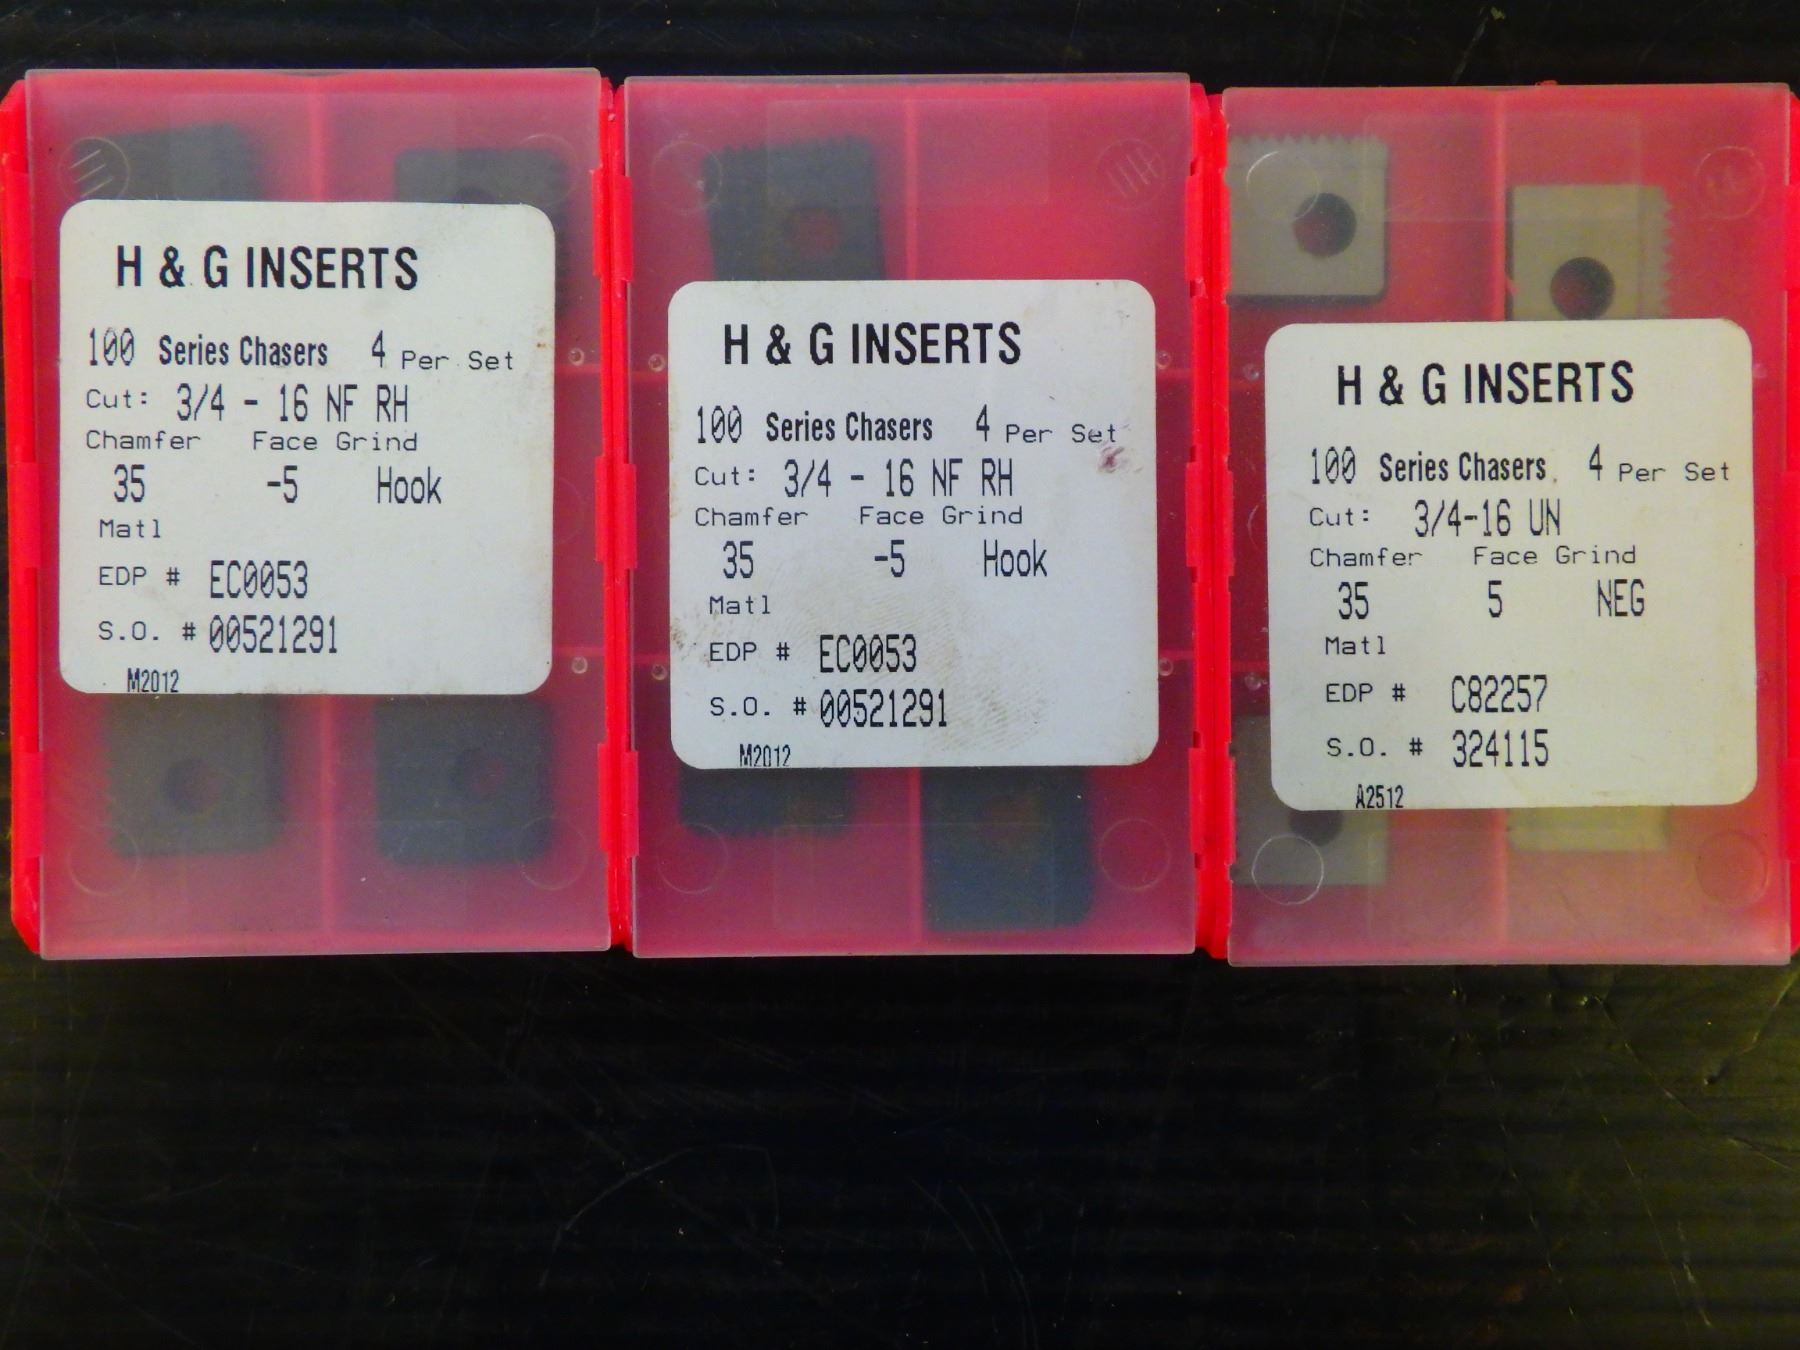 H & G INSERTS
100 Series Chasers 4 Per Set
Cut: 3/4 - 16 NF RH
Chamfer Face Grind
35 -5 Hook
Matl
EDP # EC0053
S.O. # 00521291
M2012
H & G INSERTS
100 Series Chasers 4 Per Set
Cut: 3/4 - 16 NF RH
Chamfer Face Grind
35 -5 Hook
Matl
EDP # EC0053
S.O. # 00521291
M2012
H & G INSERTS
100 Series Chasers 4 Per Set
Cut: 3/4-16 UN
Chamfer Face Grind
35 5 NEG
Matl
EDP # C82257
S.O. # 324115
A2512